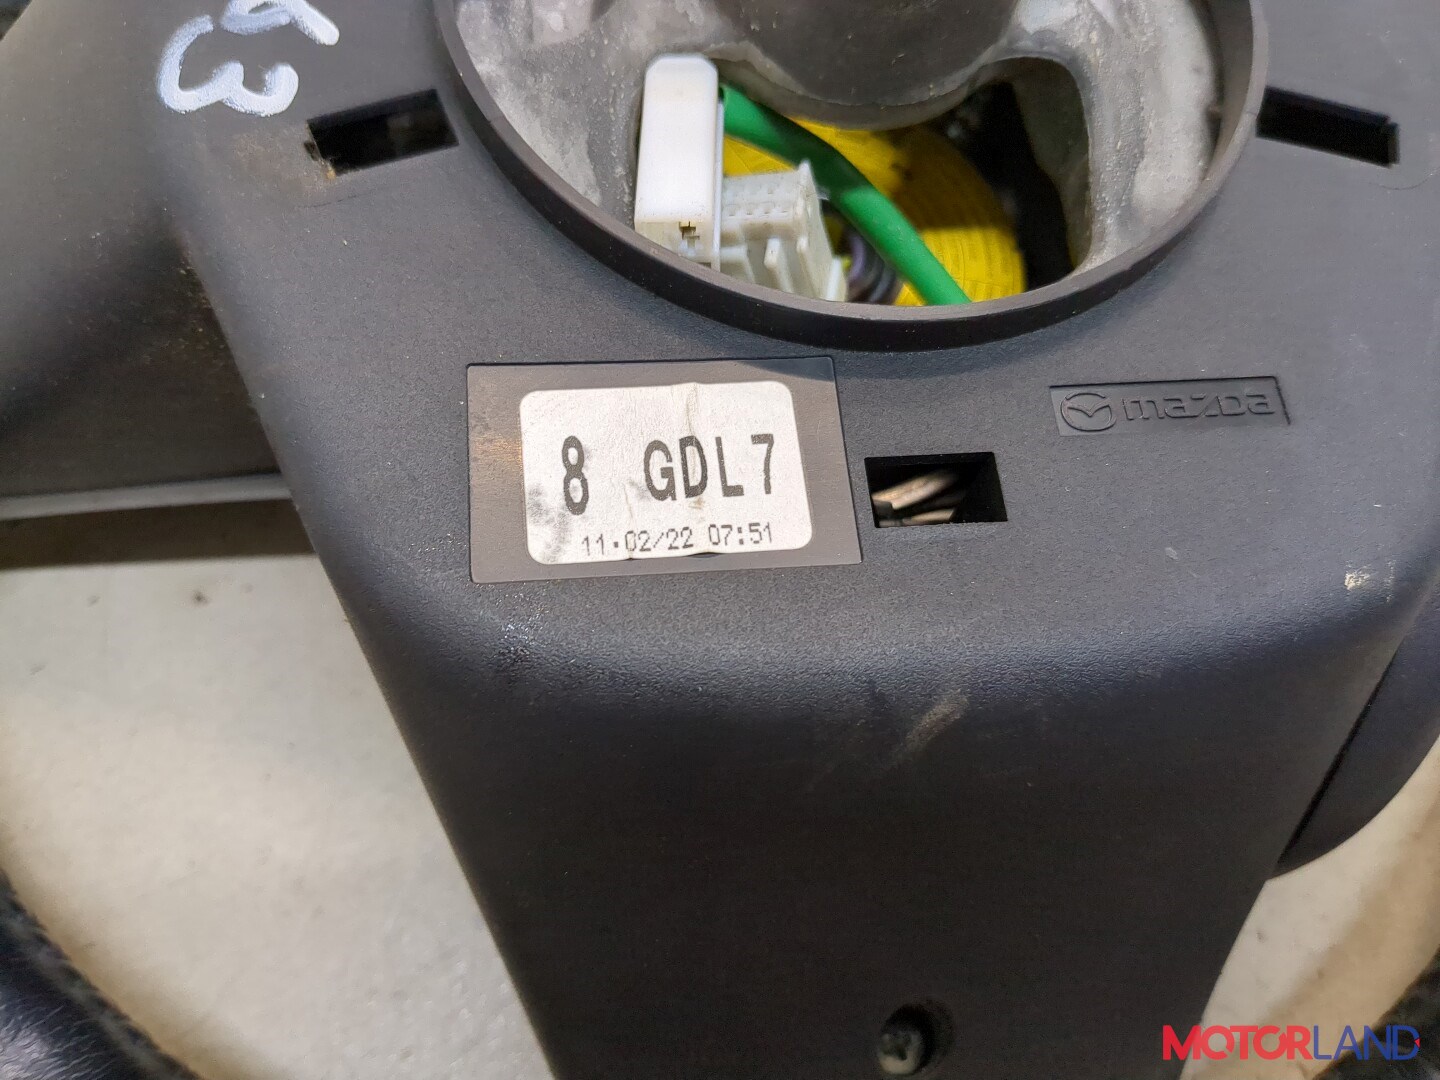 8 GDL7
11.02/22 07:51
mazda
MOTORLAND